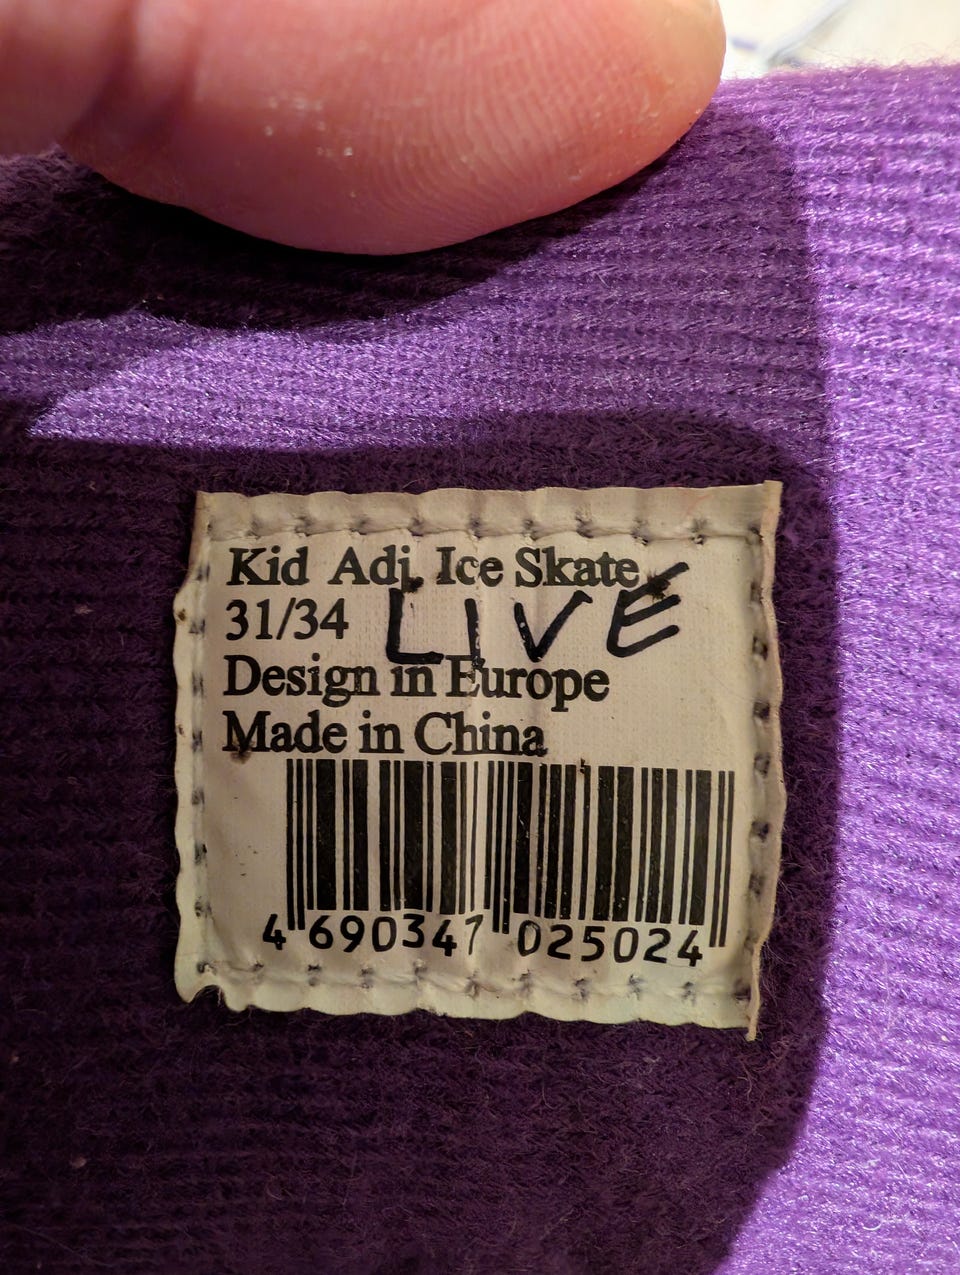 Kid Adj. Ice Skate
31/34 LIVE
Design in Europe
Made in China
4 690347 025024